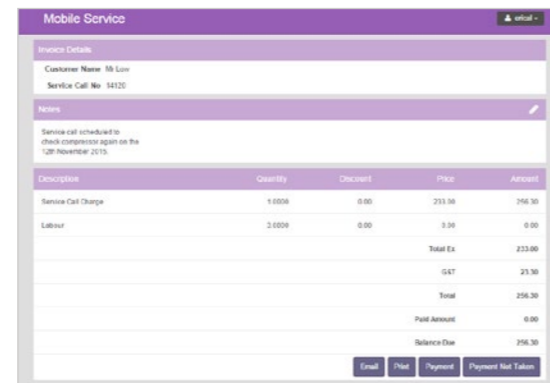 Mobile Service
erical
Invoice Details
Customer Name Mr Low
Service Call No 14120
Notes
Service call scheduled to
check compressor again on the
12th November 2015.
Description Quantity Discount Price Amount
Service Call Charge 1.0000 0.00 233.00 256.30
Labour 2.0000 0.00 0.00 0.00
Total Ex 233.00
GST 23.30
Total 256.30
Paid Amount 0.00
Balance Due 256.30
Email Print Payment Payment Not Taken